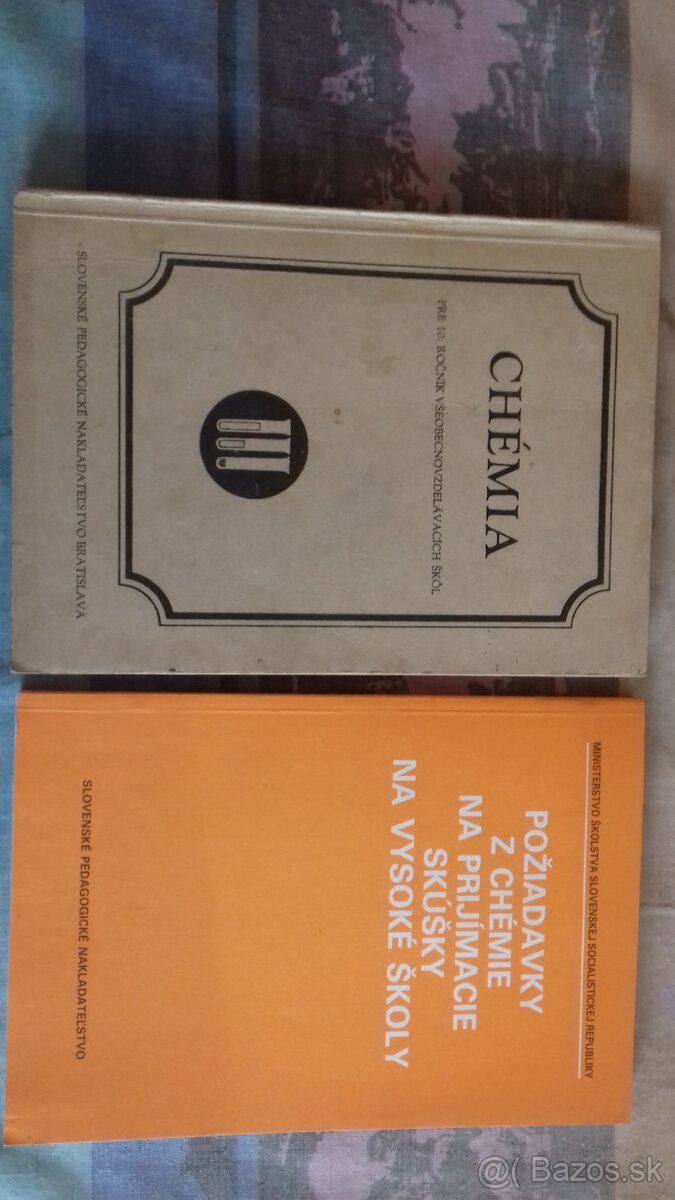 CHÉMIA
PRE 10. ROČNÍK VŠEOBECNOVZDELÁVACÍCH ŠKÔL
SLOVENSKÉ PEDAGOGICKÉ NAKLADATEĽSTVO BRATISLAVA
MINISTERSTVO ŠKOLSTVA SLOVENSKEJ SOCIALISTICKEJ REPUBLIKY
POŽIADAVKY
Z CHÉMIE
NA PRIJÍMACIE
SKÚŠKY
NA VYSOKÉ ŠKOLY
SLOVENSKÉ PEDAGOGICKÉ NAKLADATEĽSTVO
@( Bazos.sk